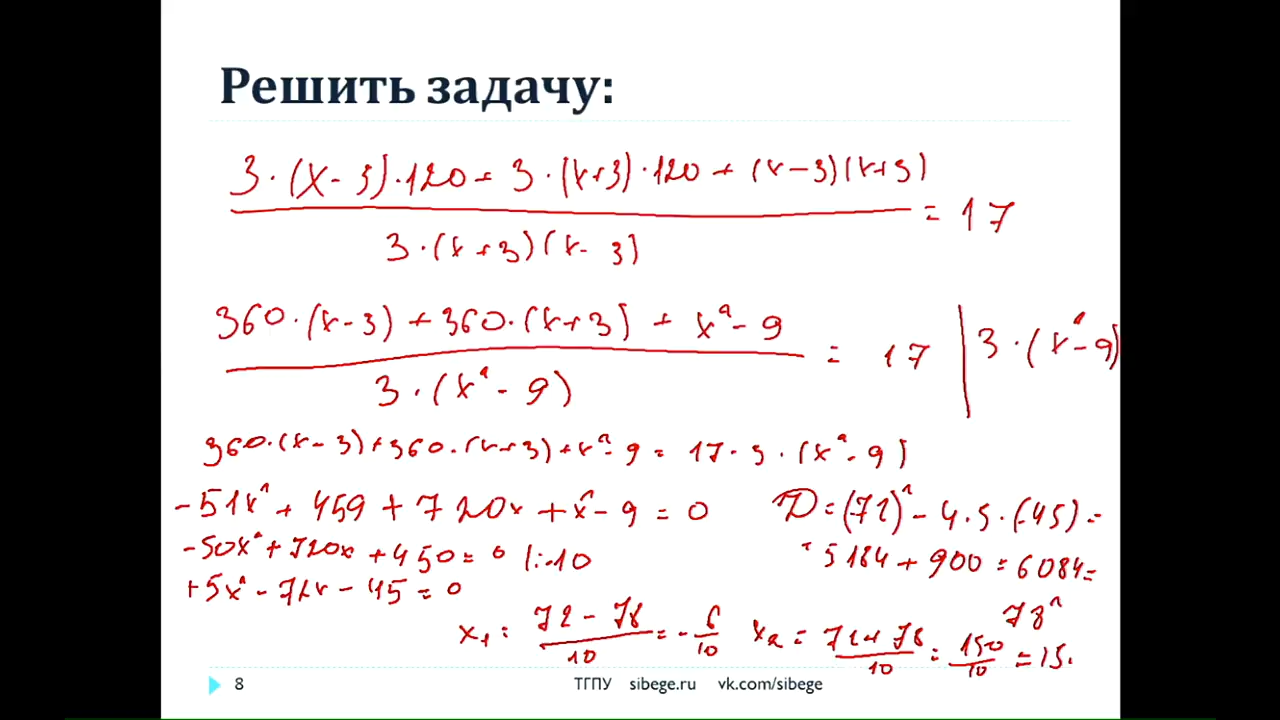 Решить задачу:
3·(x-3)·120+3·(x+3)·120+(x-3)(x+3)
= 17
3·(x+3)(x-3)
360·(x-3)+360·(x+3)+x²-9
= 17 | 3·(x²-9)
3·(x²-9)
360·(x-3)+360·(x+3)+x²-9=17·3·(x²-9)
-51x²+459+720x+x²-9=0
D=(-72)²-4·5·(-45)=
-50x²+720x+450=0 |:-10
=5184+900=6084=
+5x²-72x-45=0
78²
x₁=(72-78)/10=-6/10
x₂=(72+78)/10=150/10=15.
8
ТГПУ sibege.ru vk.com/sibege